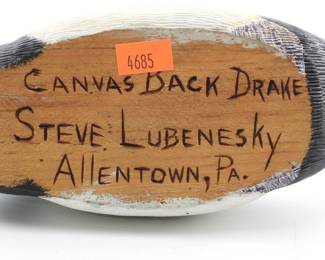 4685
CANVAS BACK DRAKE
STEVE LUBENESKY
ALLENTOWN, PA.